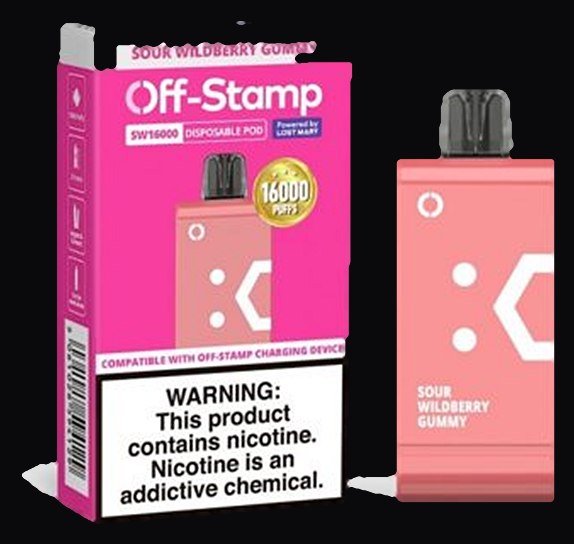 SOUR WILDBERRY GUMMY
Off-Stamp
SW16000 DISPOSABLE POD
Powered by
LOST MARY
16000
PUFFS
COMPATIBLE WITH OFF-STAMP CHARGING DEVICE
WARNING:
This product
contains nicotine.
Nicotine is an
addictive chemical.
SOUR
WILDBERRY
GUMMY